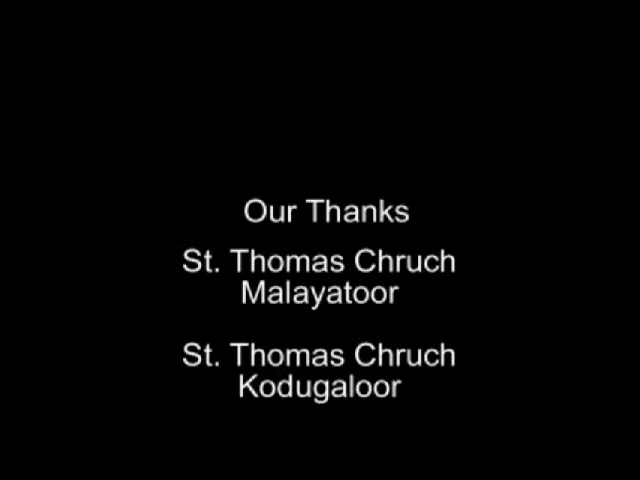 Our Thanks
St. Thomas Chruch
Malayatoor
St. Thomas Chruch
Kodugaloor